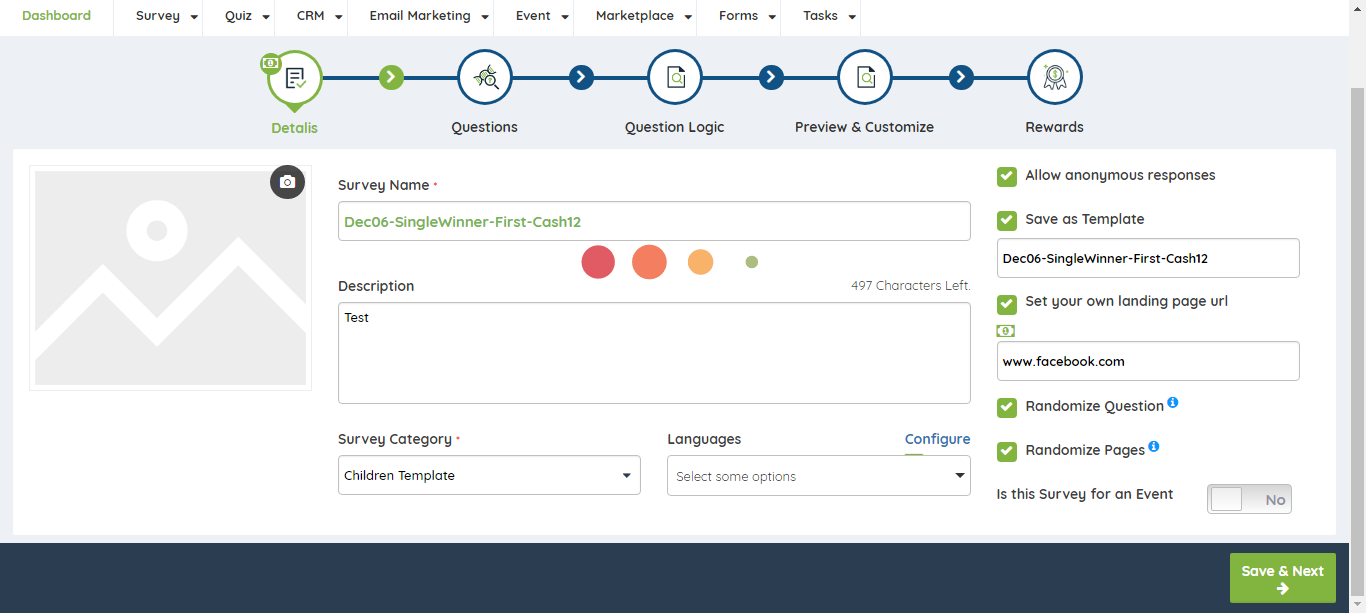 Dashboard Survey Quiz CRM Email Marketing Event Marketplace Forms Tasks
Detalis Questions Question Logic Preview & Customize Rewards
Survey Name *
Dec06-SingleWinner-First-Cash12
Description 497 Characters Left.
Test
Survey Category *
Children Template
Languages Configure
Select some options
Allow anonymous responses
Save as Template
Dec06-SingleWinner-First-Cash12
Set your own landing page url
www.facebook.com
Randomize Question
Randomize Pages
Is this Survey for an Event No
Save & Next